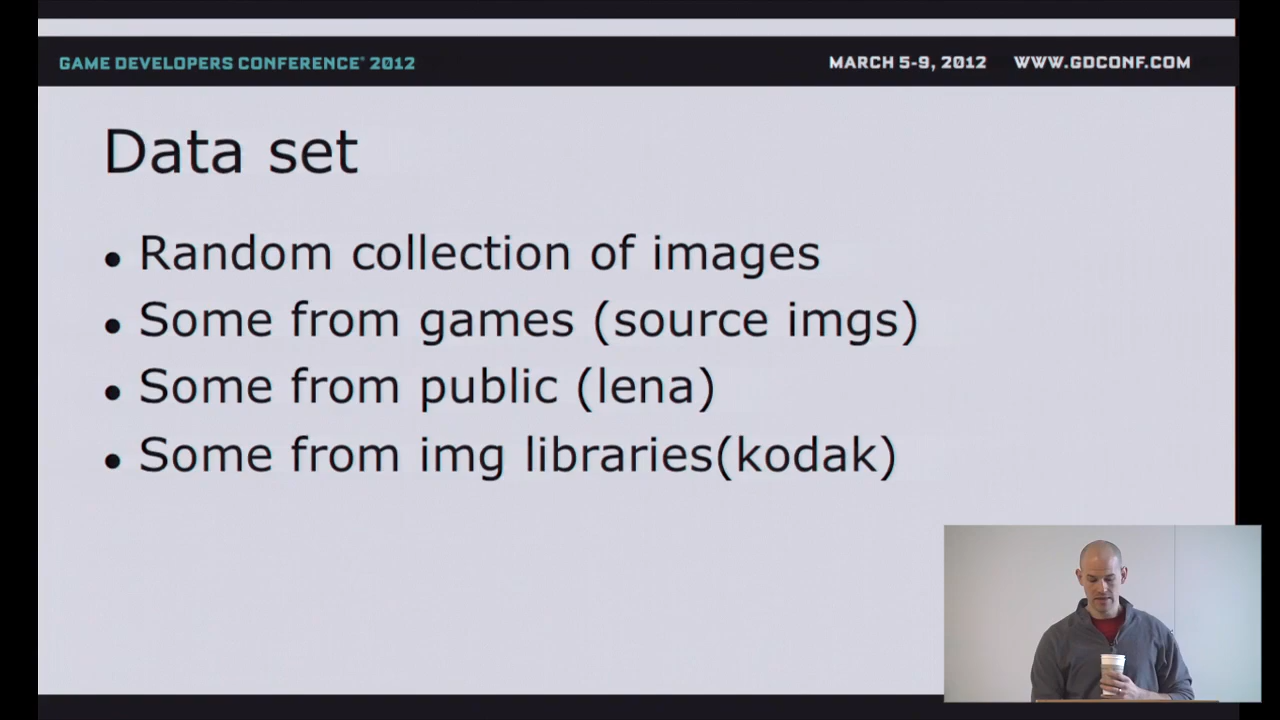 GAME DEVELOPERS CONFERENCE® 2012
MARCH 5-9, 2012 WWW.GDCONF.COM
Data set
• Random collection of images
• Some from games (source imgs)
• Some from public (lena)
• Some from img libraries(kodak)